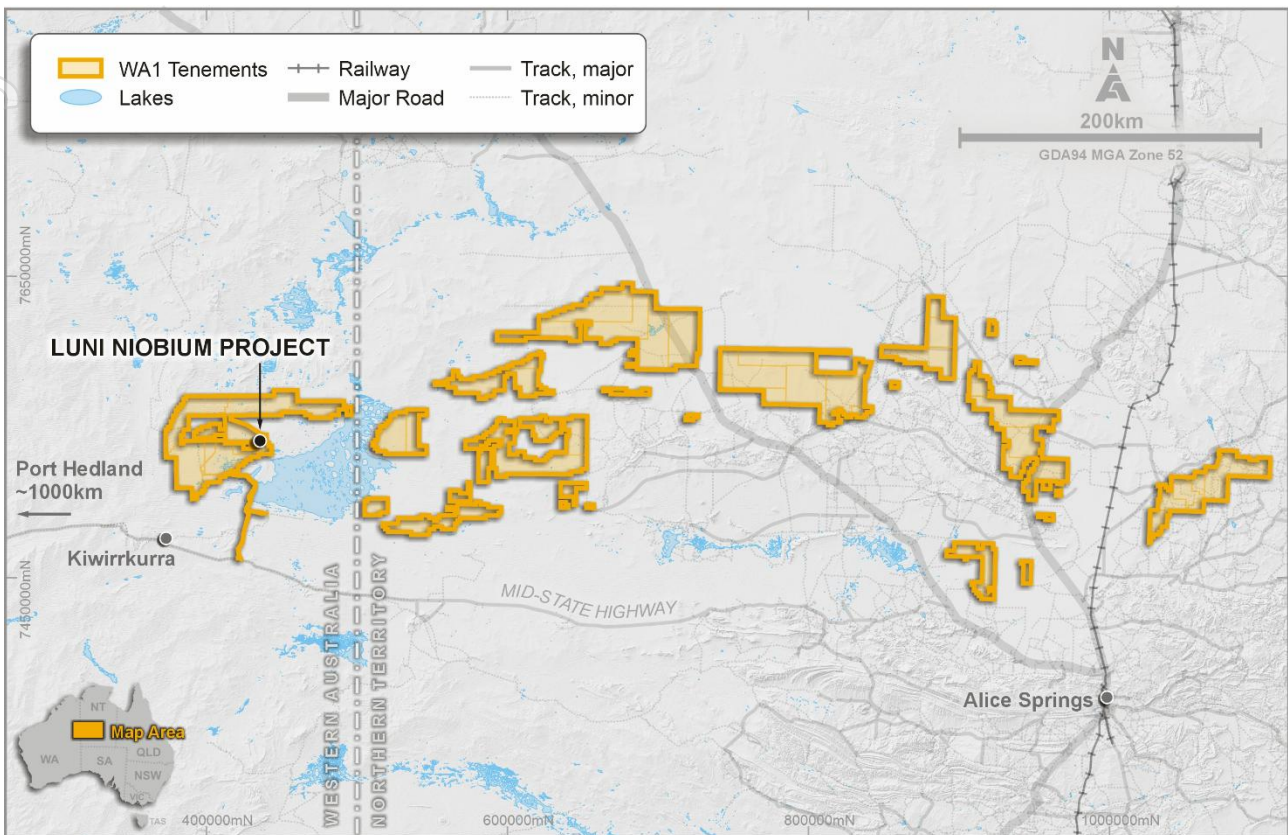 WA1 Tenements
Railway
Track, major
Lakes
Major Road
Track, minor
N
200km
GDA94 MGA Zone 52
7650000mN
LUNI NIOBIUM PROJECT
Port Hedland
~1000km
Kiwirrkurra
7450000mN
MID-STATE HIGHWAY
WESTERN AUSTRALIA
NORTHERN TERRITORY
Alice Springs
Map Area
NT
WA
QLD
SA
NSW
VIC
TAS
400000mN
600000mN
800000mN
1000000mN